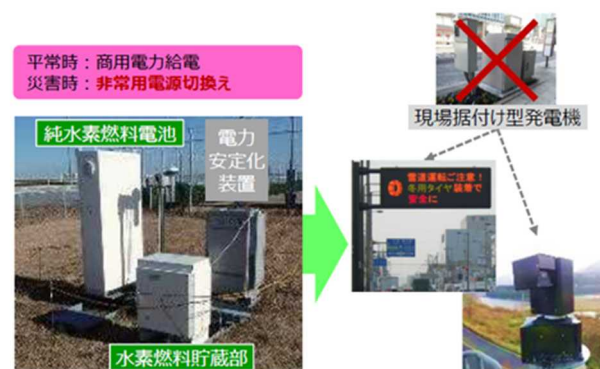 平常時：商用電力給電
災害時：非常用電源切換え
純水素燃料電池
電力
安定化
装置
水素燃料貯蔵部
現場据付け型発電機
雪道運転ご注意！
冬用タイヤ装着で
安全に